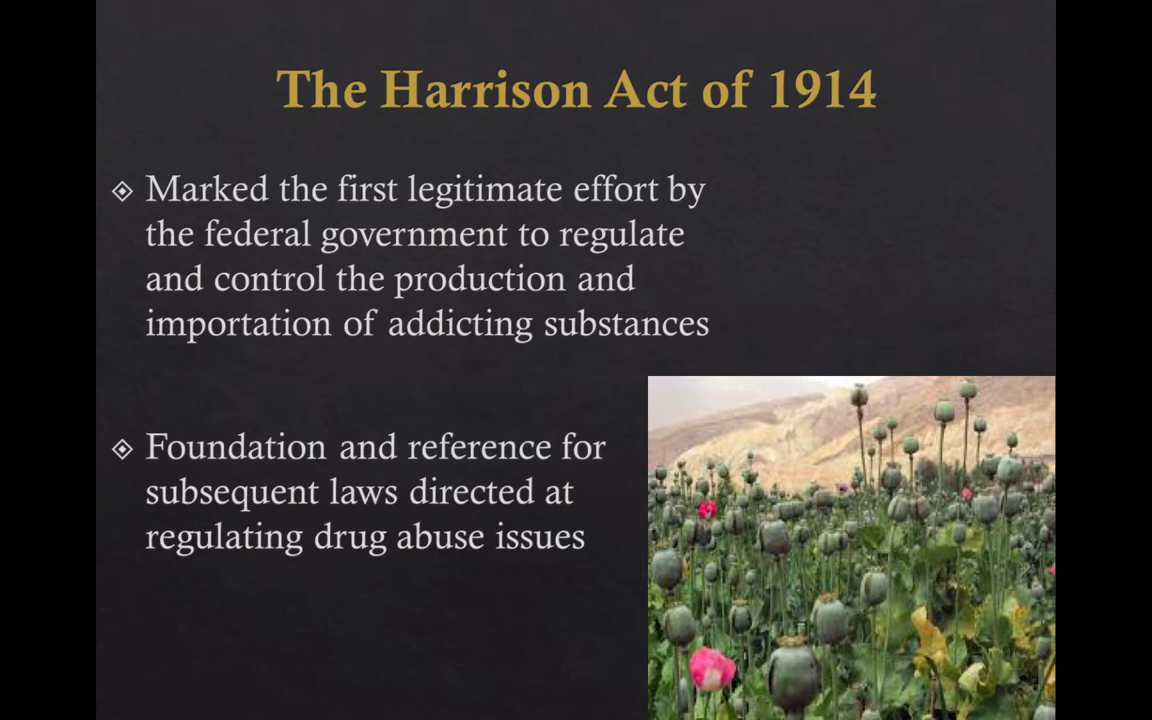 The Harrison Act of 1914
Marked the first legitimate effort by
the federal government to regulate
and control the production and
importation of addicting substances
Foundation and reference for
subsequent laws directed at
regulating drug abuse issues